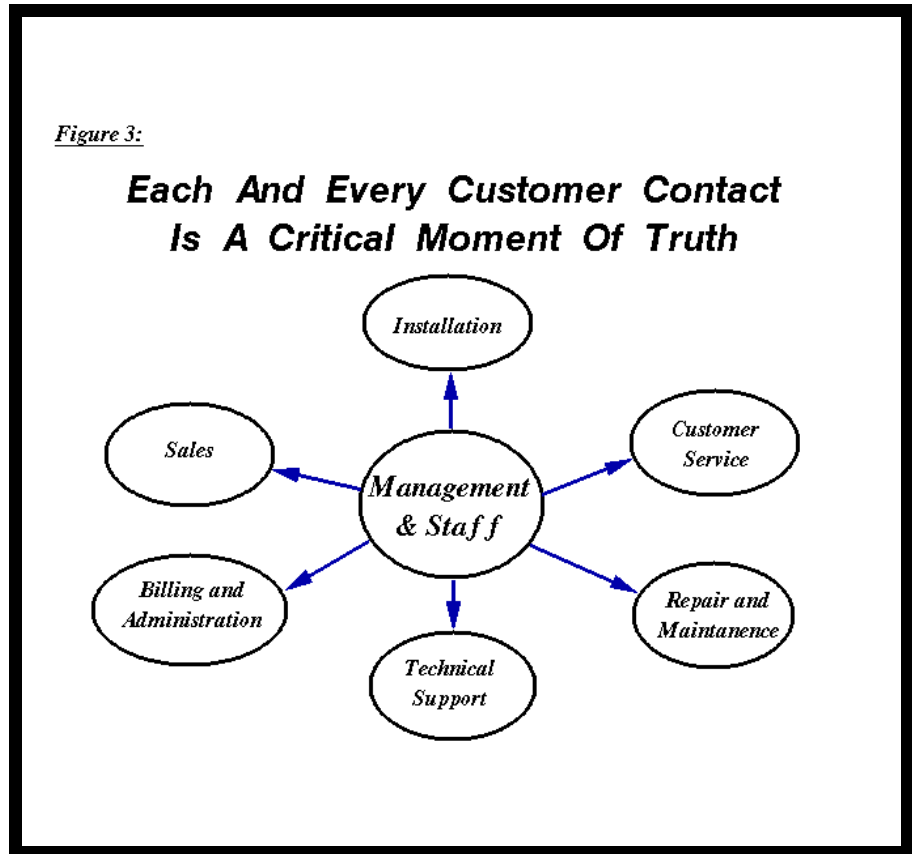 Figure 3:
Each And Every Customer Contact
Is A Critical Moment Of Truth
Installation
Sales
Customer
Service
Management
& Staff
Billing and
Administration
Repair and
Maintanence
Technical
Support